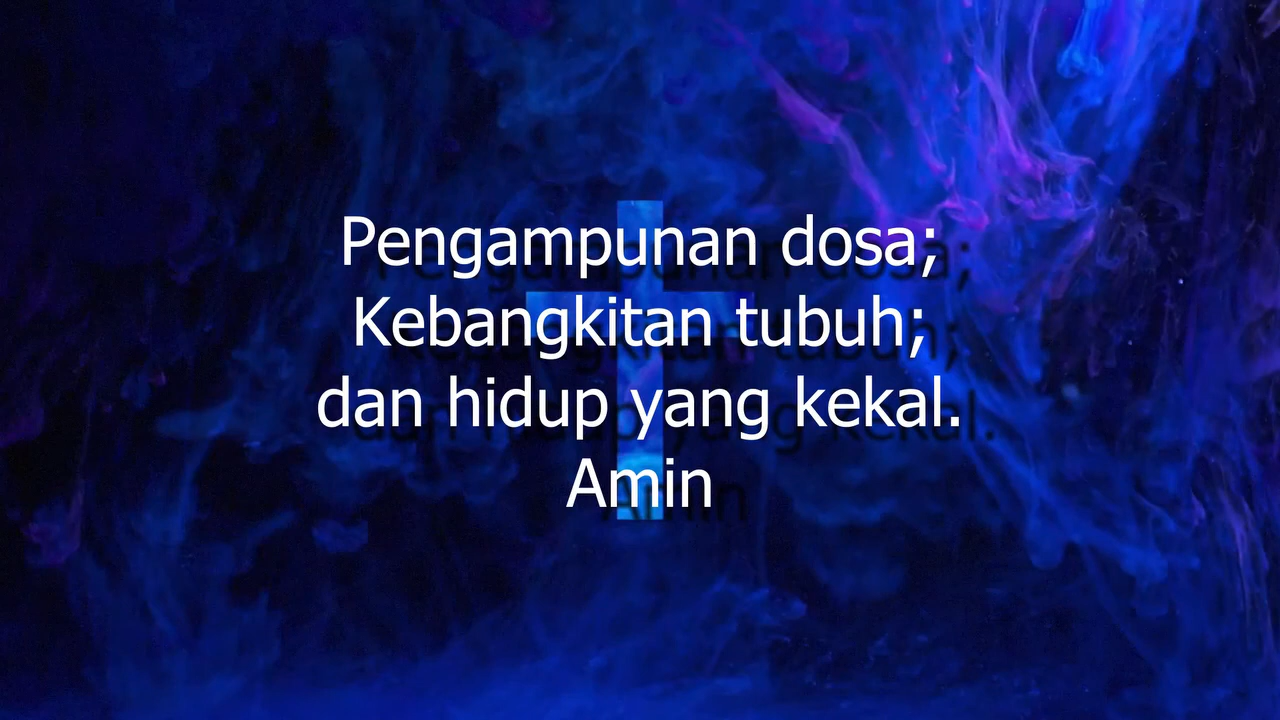 Pengampunan dosa;
Kebangkitan tubuh;
dan hidup yang kekal.
Amin